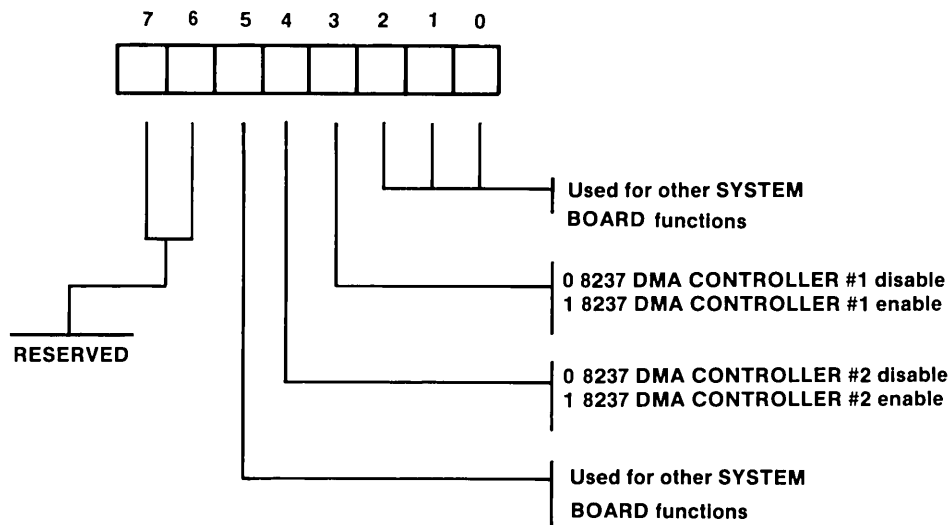 7 6 5 4 3 2 1 0
Used for other SYSTEM
BOARD functions
0 8237 DMA CONTROLLER #1 disable
1 8237 DMA CONTROLLER #1 enable
RESERVED
0 8237 DMA CONTROLLER #2 disable
1 8237 DMA CONTROLLER #2 enable
Used for other SYSTEM
BOARD functions